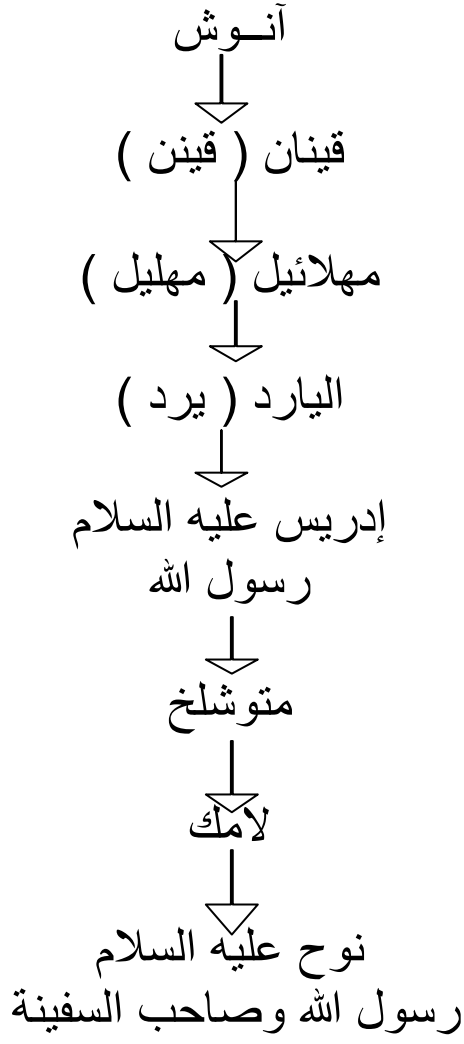 آنــوش
قينان ( قينن )
مهلائيل ( مهليل )
اليارد ( يرد )
إدريس عليه السلام
رسول الله
متوشلخ
لامك
نوح عليه السلام
رسول الله وصاحب السفينة